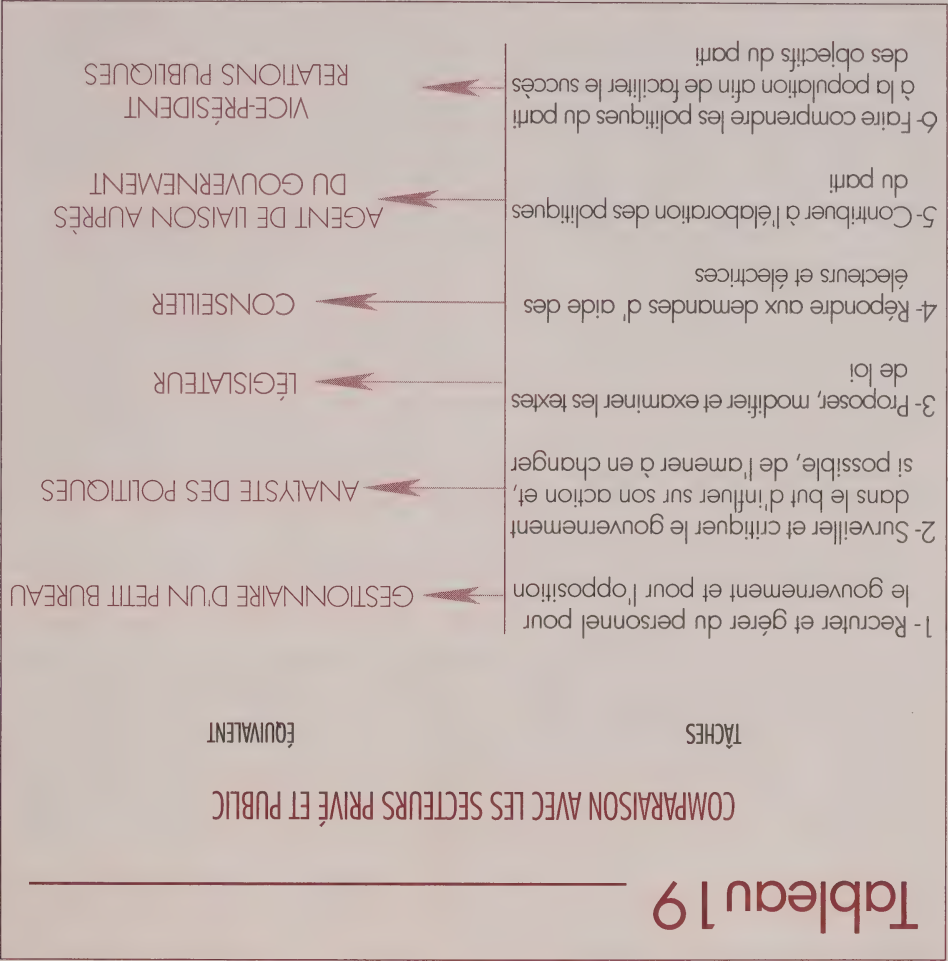 Tableau 19
COMPARAISON AVEC LES SECTEURS PRIVÉ ET PUBLIC
TÂCHES
ÉQUIVALENT
1- Recruter et gérer du personnel pour
le gouvernement et pour l'opposition
GESTIONNAIRE D'UN PETIT BUREAU
2- Surveiller et critiquer le gouvernement
dans le but d'influer sur son action et,
si possible, de l'amener à en changer
ANALYSTE DES POLITIQUES
3- Proposer, modifier et examiner les textes
de loi
LÉGISLATEUR
4- Répondre aux demandes d' aide des
électeurs et électrices
CONSEILLER
5- Contribuer à l'élaboration des politiques
du parti
AGENT DE LIAISON AUPRÈS
DU GOUVERNEMENT
6- Faire comprendre les politiques du parti
à la population afin de faciliter le succès
des objectifs du parti
VICE-PRÉSIDENT
RELATIONS PUBLIQUES